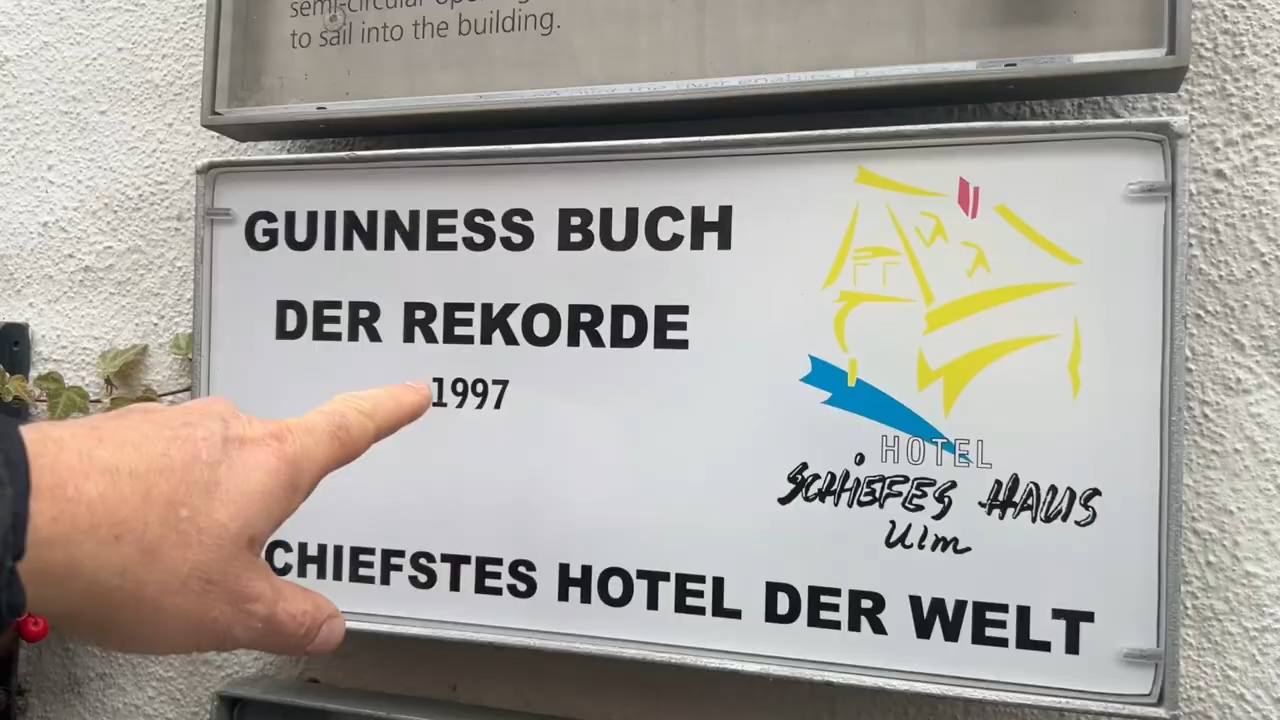 semi-circular
to sail into the building.
GUINNESS BUCH
DER REKORDE
1997
CHIEFSTES HOTEL DER WELT
HOTEL
SCHIEFES HAUS
Ulm